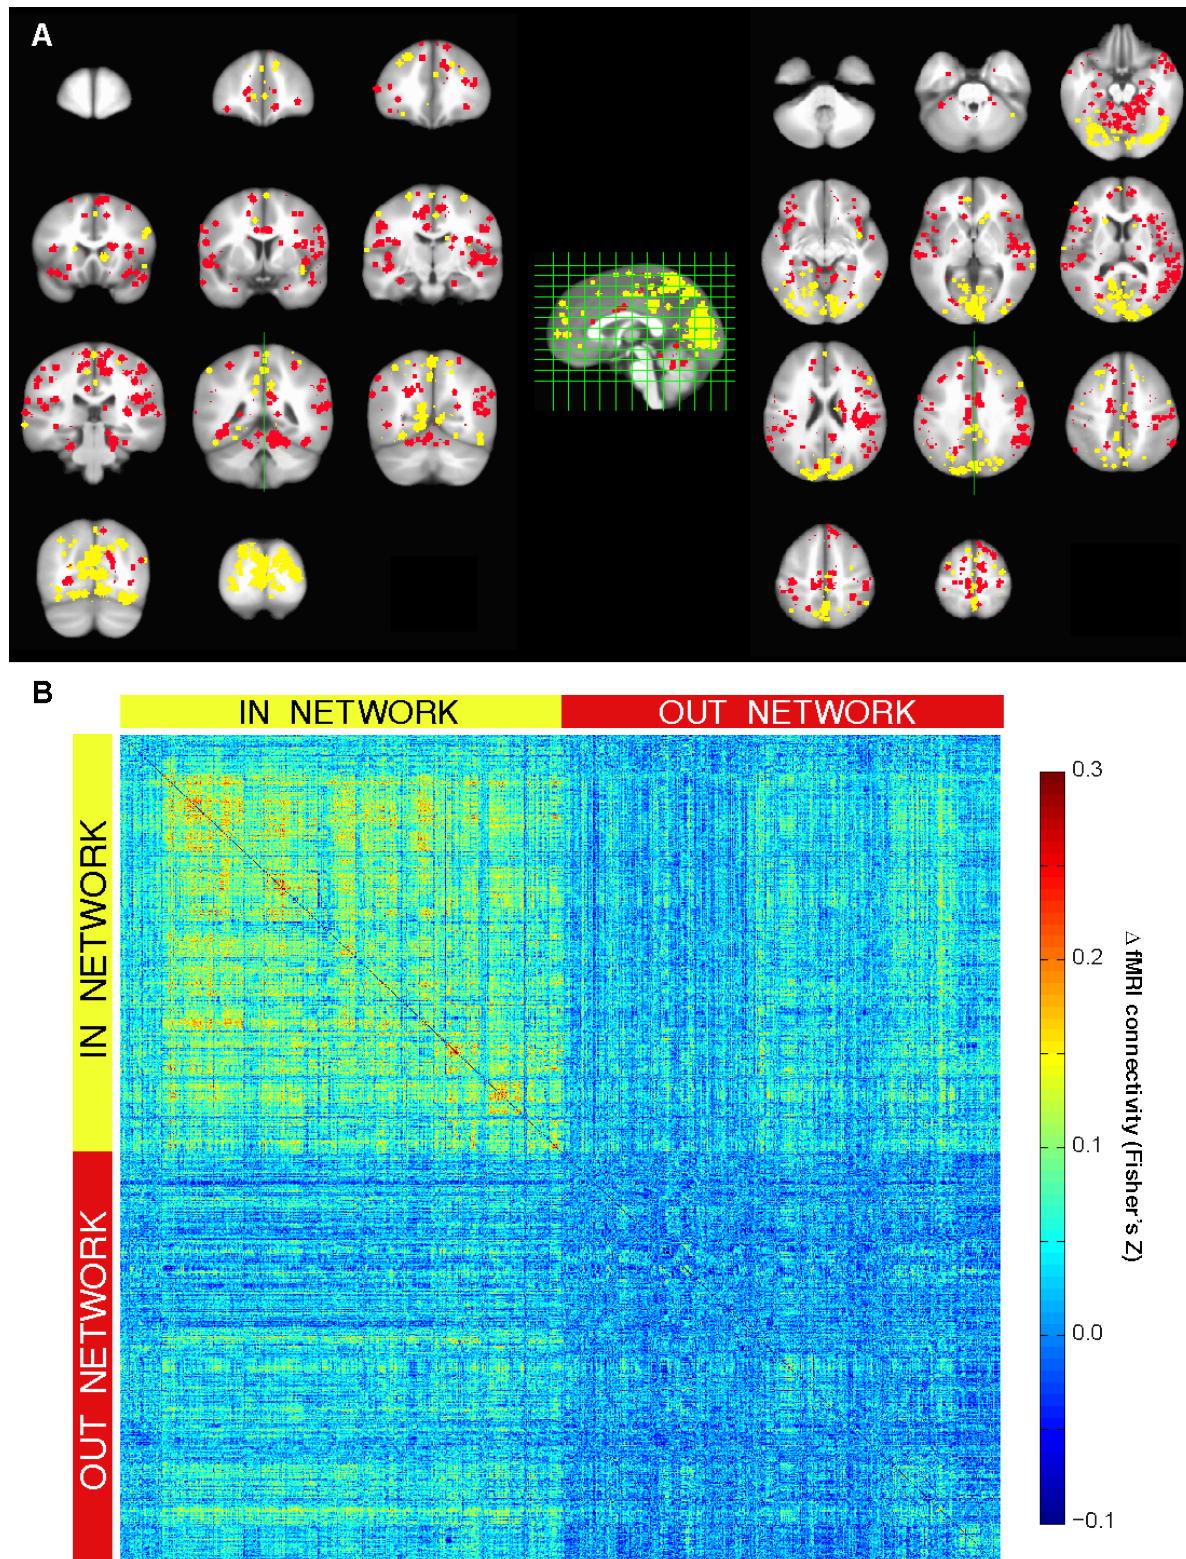 A
B
IN NETWORK
OUT NETWORK
IN NETWORK
OUT NETWORK
0.3
0.2
0.1
0.0
−0.1
Δ fMRI connectivity (Fisher's Z)